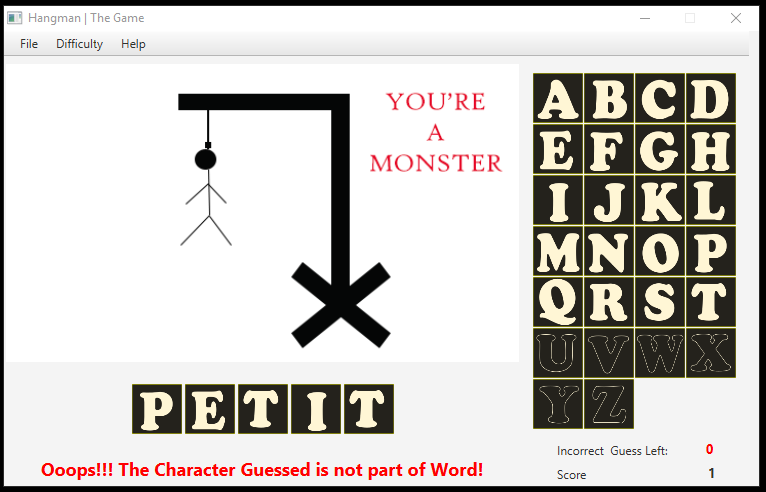 Hangman | The Game
File Difficulty Help
YOU'RE
A
MONSTER
A B C D
E F G H
I J K L
M N O P
Q R S T
U V W X
Y Z
P E T I T
Ooops!!! The Character Guessed is not part of Word!
Incorrect Guess Left: 0
Score 1